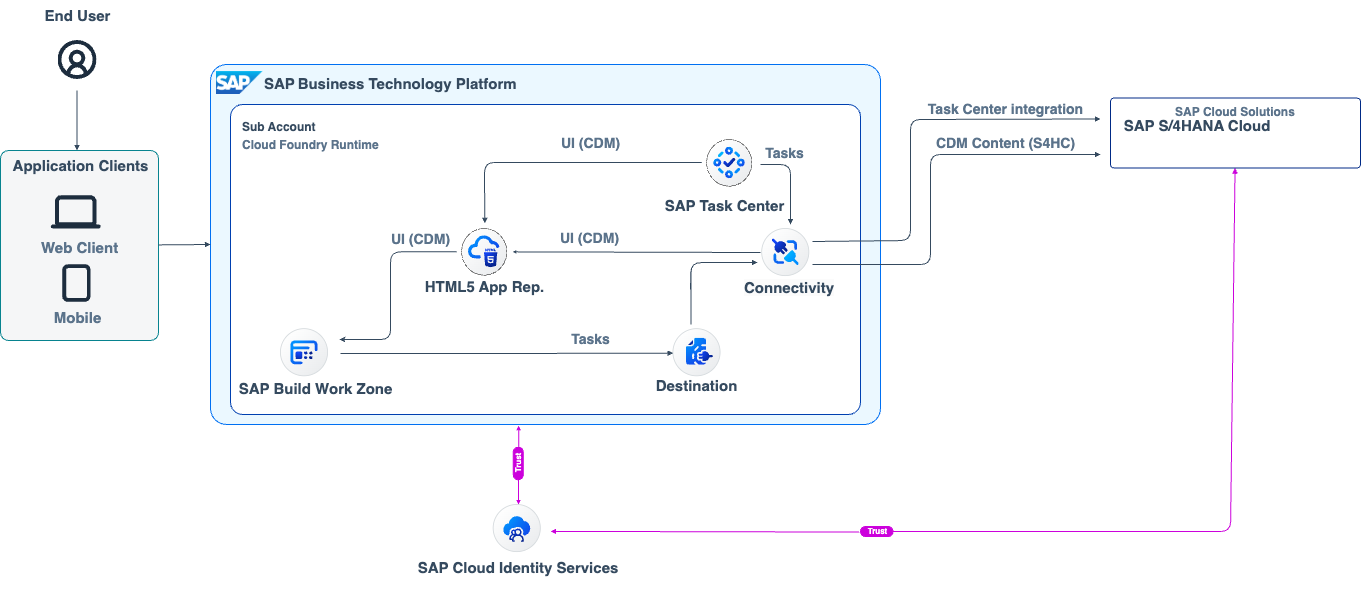 End User
SAP
SAP Business Technology Platform
Sub Account
Cloud Foundry Runtime
Application Clients
Web Client
Mobile
UI (CDM)
Tasks
SAP Task Center
UI (CDM)
UI (CDM)
HTML
5
HTML5 App Rep.
Connectivity
Tasks
SAP Build Work Zone
Destination
Task Center integration
CDM Content (S4HC)
SAP Cloud Solutions
SAP S/4HANA Cloud
Trust
Trust
SAP Cloud Identity Services